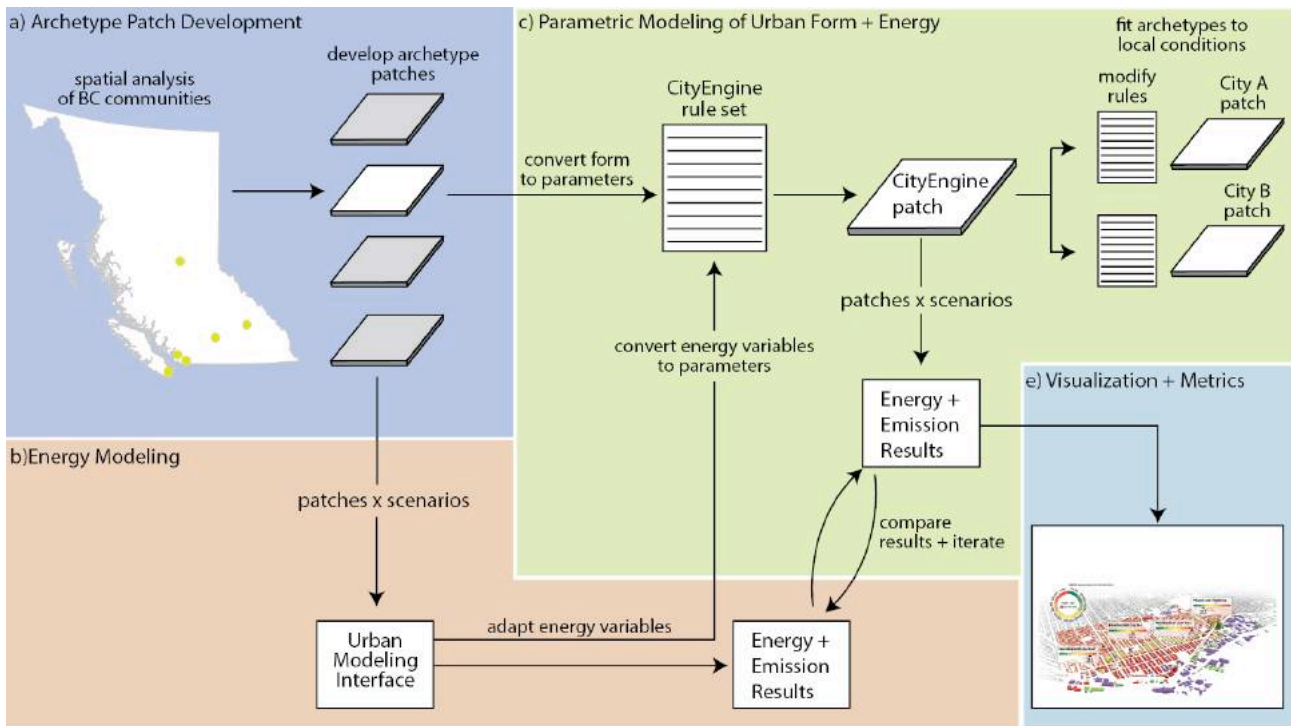 a) Archetype Patch Development
spatial analysis
of BC communities
develop archetype
patches
c) Parametric Modeling of Urban Form + Energy
convert form
to parameters
CityEngine
rule set
CityEngine
patch
fit archetypes to
local conditions
modify
rules
City A
patch
City B
patch
patches x scenarios
convert energy variables
to parameters
Energy +
Emission
Results
compare
results + iterate
b)Energy Modeling
patches x scenarios
Urban
Modeling
Interface
adapt energy variables
Energy +
Emission
Results
e) Visualization + Metrics